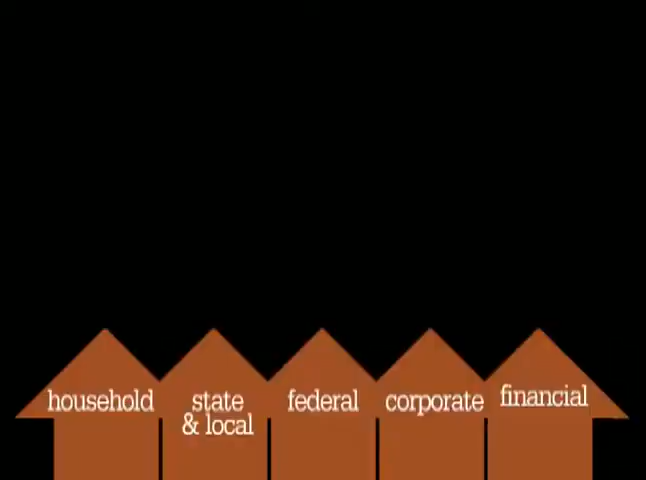 household
state
& local
federal
corporate
financial